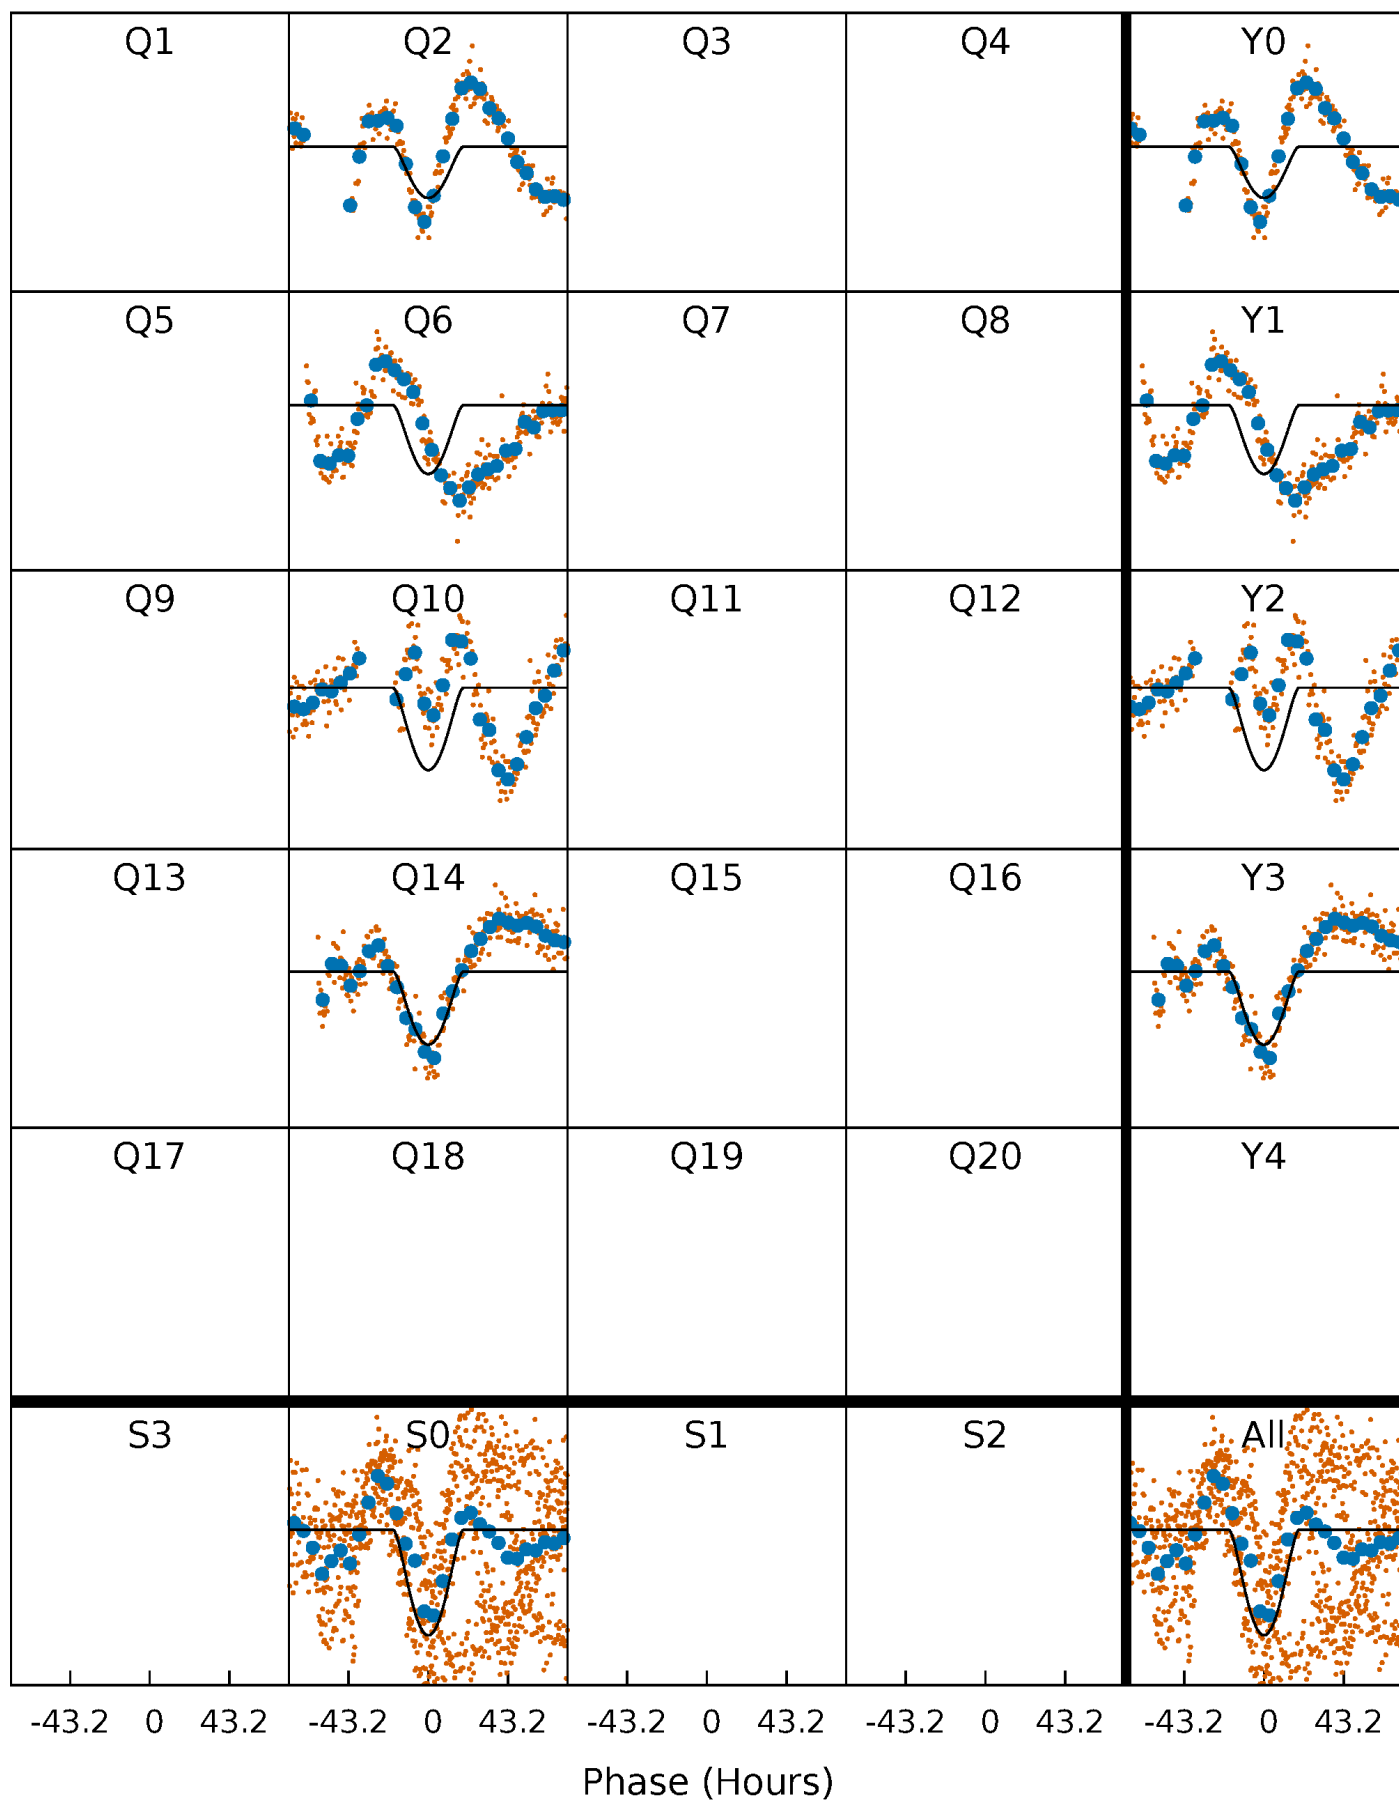 Q1 Q2 Q3 Q4 Y0
Q5 Q6 Q7 Q8 Y1
Q9 Q10 Q11 Q12 Y2
Q13 Q14 Q15 Q16 Y3
Q17 Q18 Q19 Q20 Y4
S3 S0 S1 S2 All
-43.2 0 43.2 -43.2 0 43.2 -43.2 0 43.2 -43.2 0 43.2 -43.2 0 43.2
Phase (Hours)